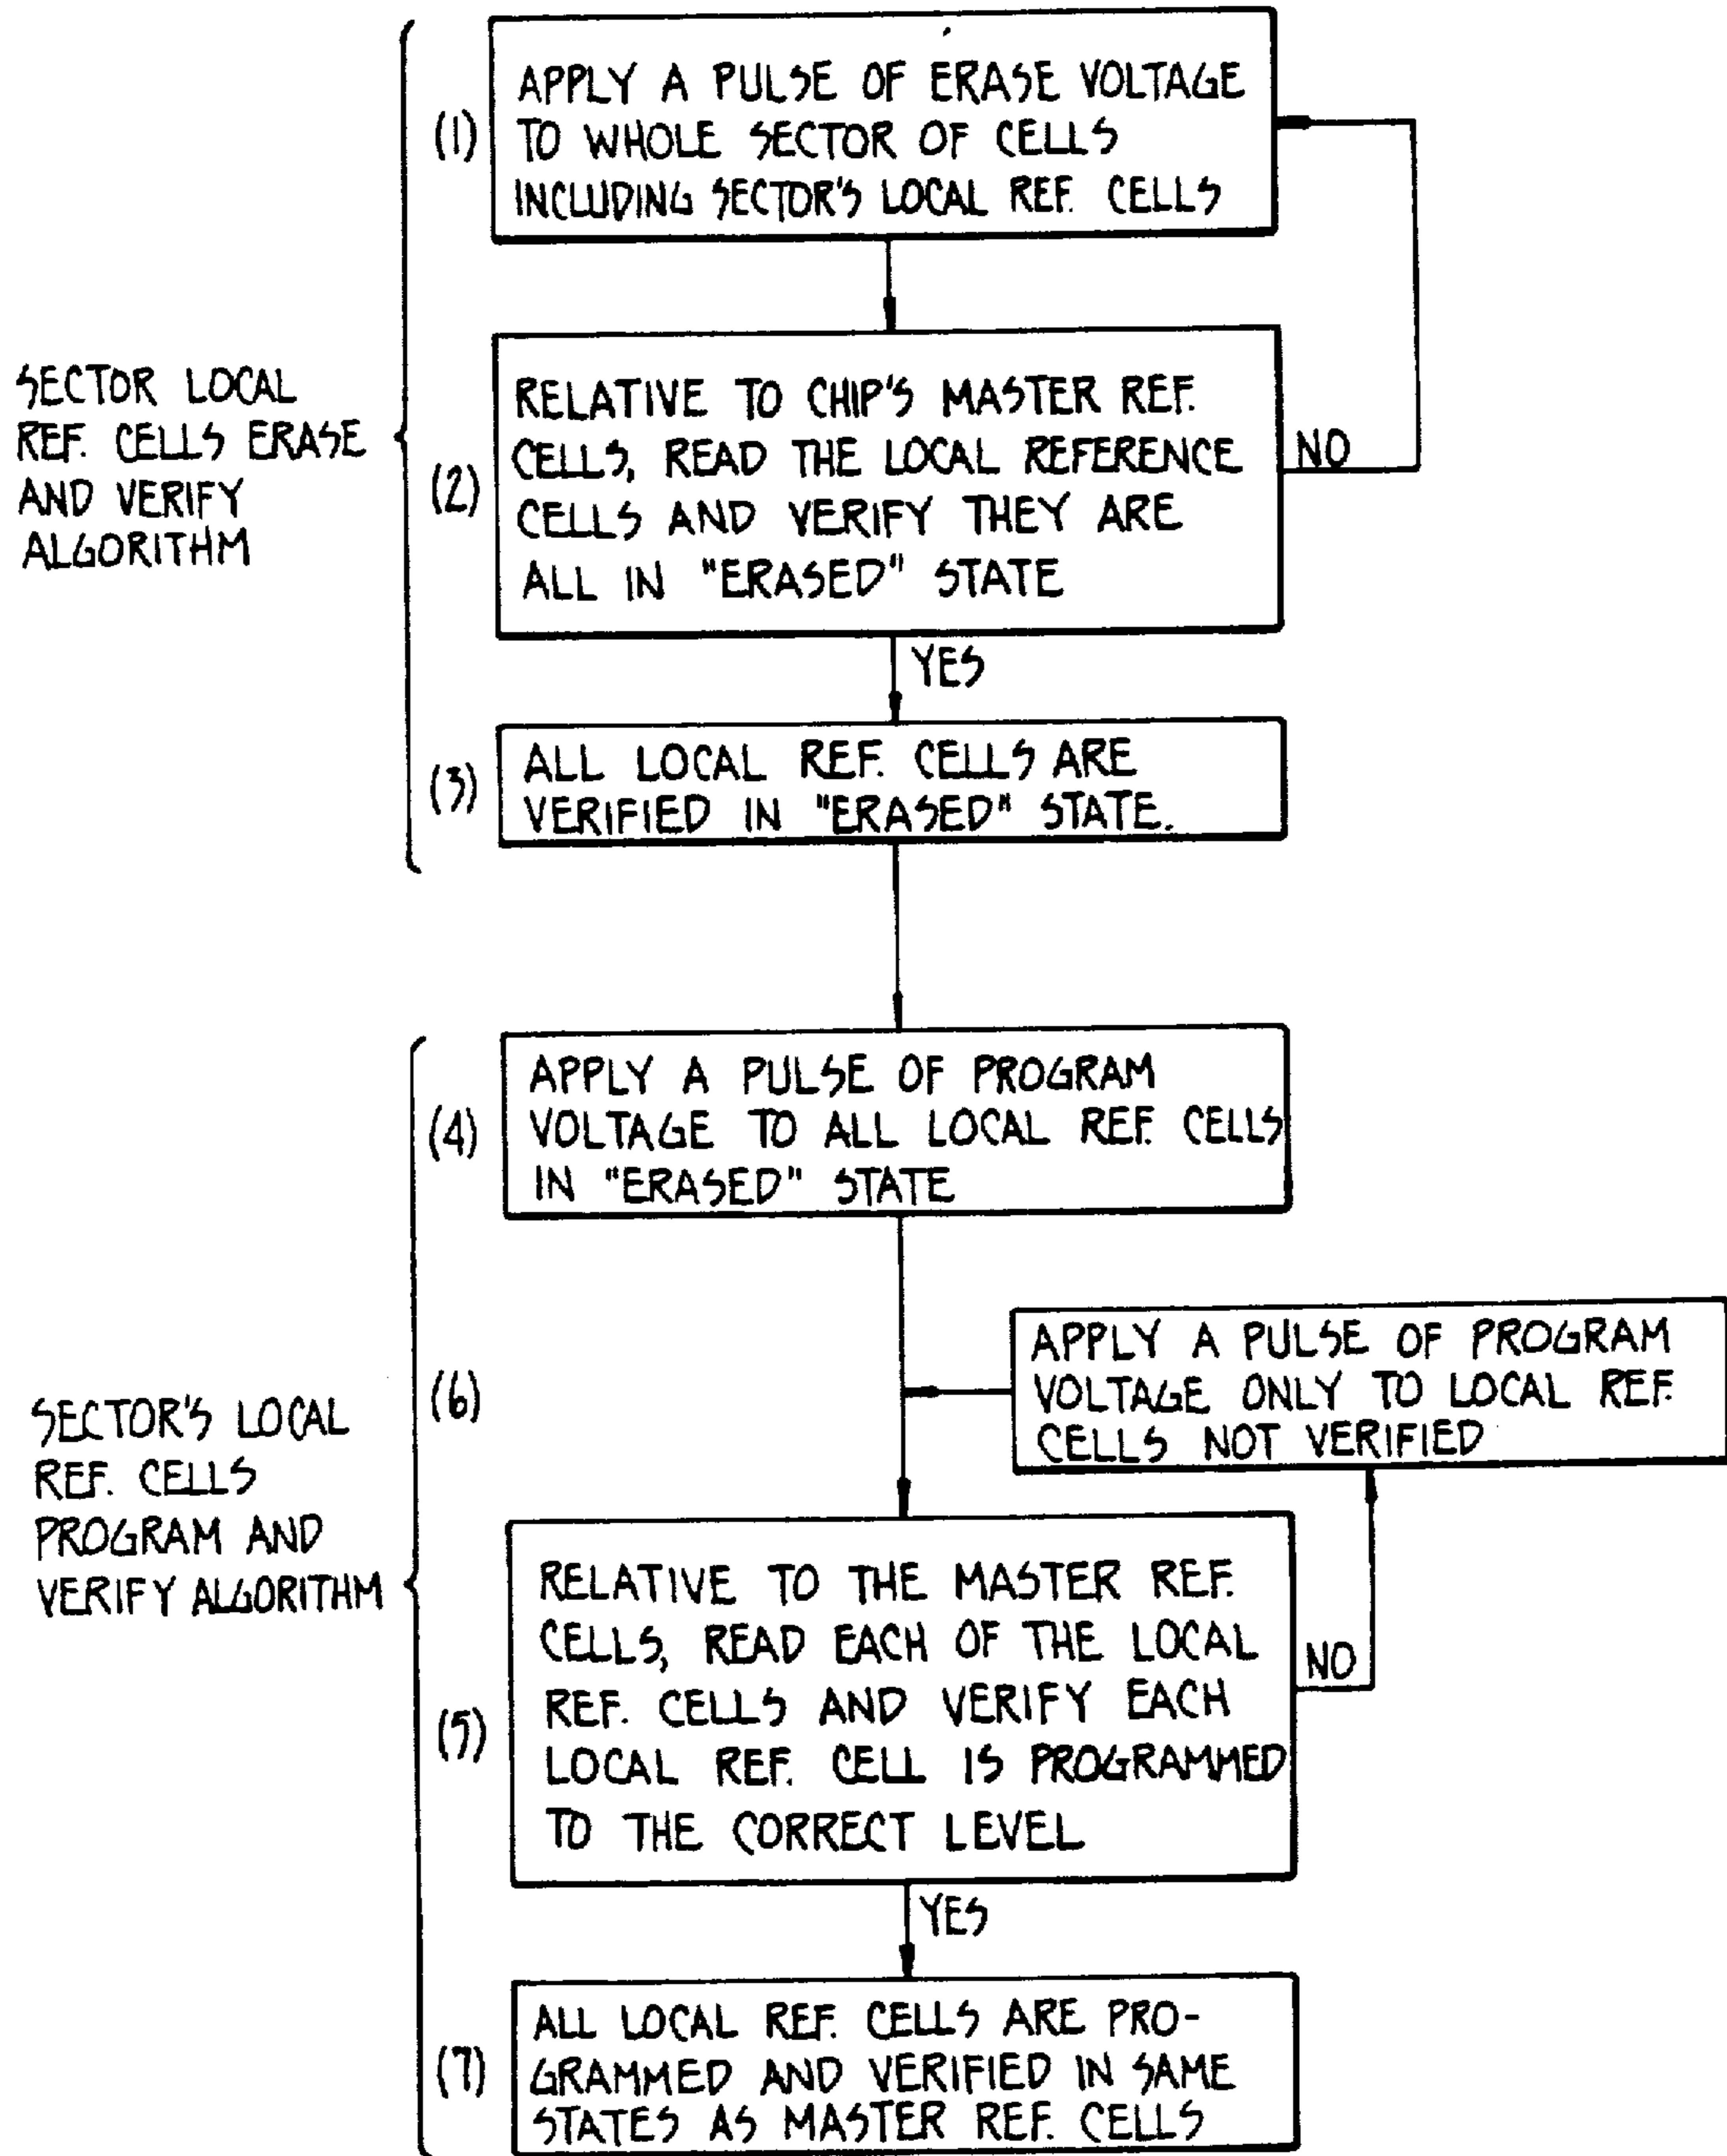 (1)
APPLY A PULSE OF ERASE VOLTAGE
TO WHOLE SECTOR OF CELLS
INCLUDING SECTOR'S LOCAL REF. CELLS
SECTOR LOCAL
REF. CELLS ERASE
AND VERIFY
ALGORITHM
(2)
RELATIVE TO CHIP'S MASTER REF.
CELLS, READ THE LOCAL REFERENCE
CELLS AND VERIFY THEY ARE
ALL IN "ERASED" STATE
NO
YES
(3)
ALL LOCAL REF. CELLS ARE
VERIFIED IN "ERASED" STATE.
(4)
APPLY A PULSE OF PROGRAM
VOLTAGE TO ALL LOCAL REF. CELLS
IN "ERASED" STATE
(6)
APPLY A PULSE OF PROGRAM
VOLTAGE ONLY TO LOCAL REF.
CELLS NOT VERIFIED
SECTOR'S LOCAL
REF. CELLS
PROGRAM AND
VERIFY ALGORITHM
(5)
RELATIVE TO THE MASTER REF.
CELLS, READ EACH OF THE LOCAL
REF. CELLS AND VERIFY EACH
LOCAL REF. CELL IS PROGRAMMED
TO THE CORRECT LEVEL
NO
YES
(7)
ALL LOCAL REF. CELLS ARE PRO-
GRAMMED AND VERIFIED IN SAME
STATES AS MASTER REF. CELLS